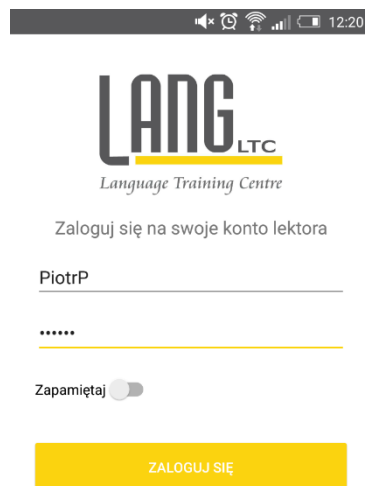 12:20
LANG
LTC
Language Training Centre
Zaloguj się na swoje konto lektora
PiotrP
••••••
Zapamiętaj
ZALOGUJ SIĘ